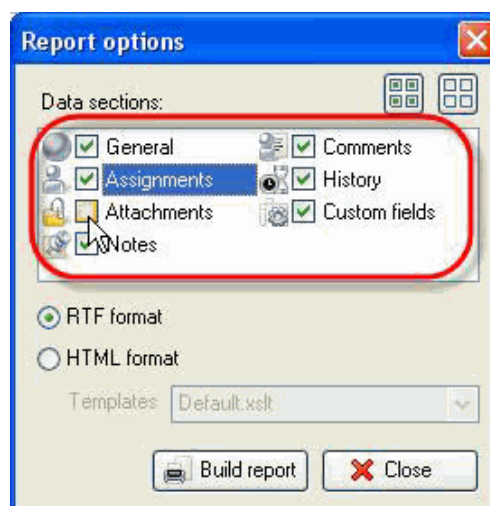 Report options
Data sections:
General
Comments
Assignments
History
Attachments
Custom fields
Notes
RTF format
HTML format
Templates Default.xslt
Build report Close